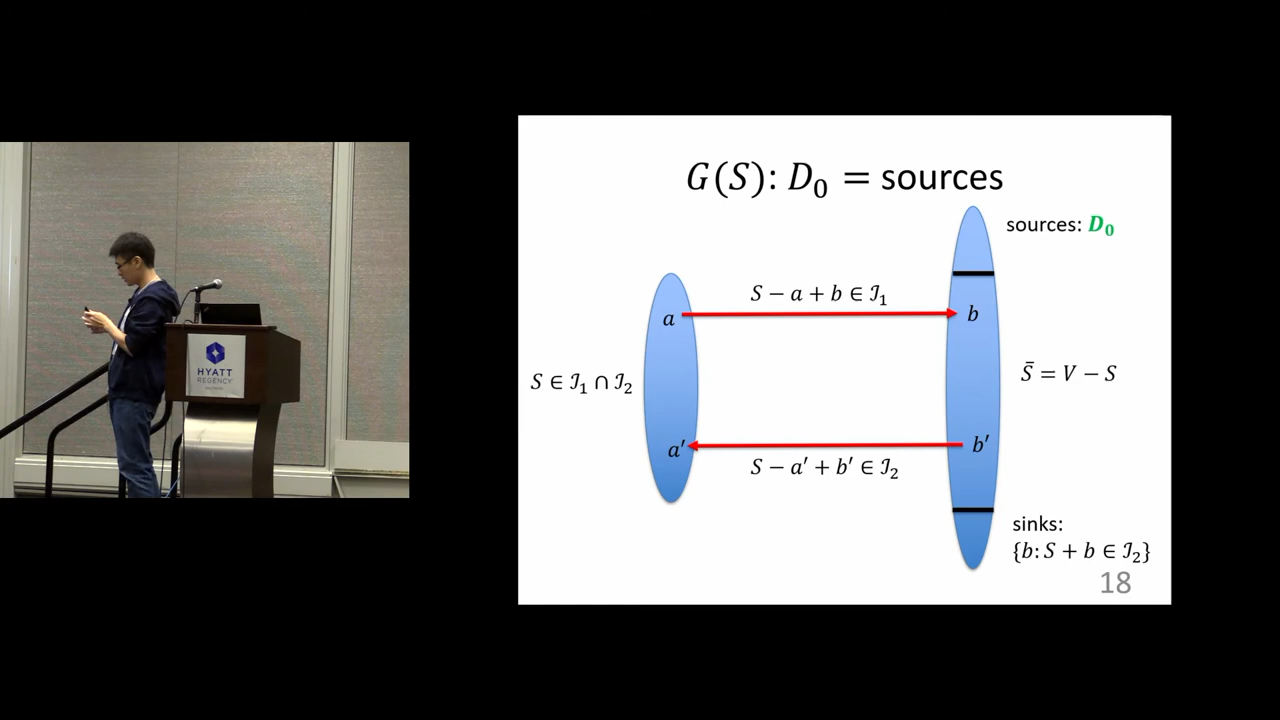 G(S): D₀ = sources
sources: D₀
S − a + b ∈ ℐ₁
a
b
S ∈ ℐ₁ ∩ ℐ₂
S̄ = V − S
a′
b′
S − a′ + b′ ∈ ℐ₂
sinks:
{b: S + b ∈ ℐ₂}
18
HYATT
REGENCY